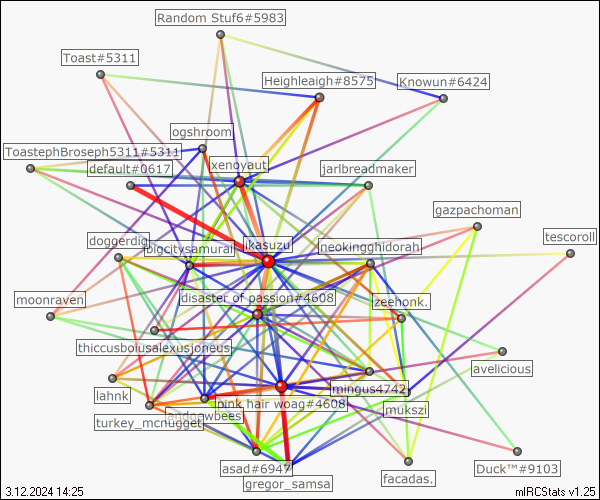 Random Stuf6#5983
Toast#5311
Heighleaigh#8575
Knowun#6424
ogshroom
ToastephBroseph5311#5311
xenoyaut
default#0617
jarlbreadmaker
gazpachoman
tescoroll
doggerdig
bigcitysamurai
ikasuzu
neokingghidorah
moonraven
disaster of passion#4608
zeehonk.
thiccusboiusalexusjoneus
avelicious
lahnk
mingus4742
pink hair woag#4608
mukszi
turkey_mcnugget
asad#6947
gregor_samsa
facadas.
Duck™#9103
3.12.2024 14:25
mIRCStats v1.25